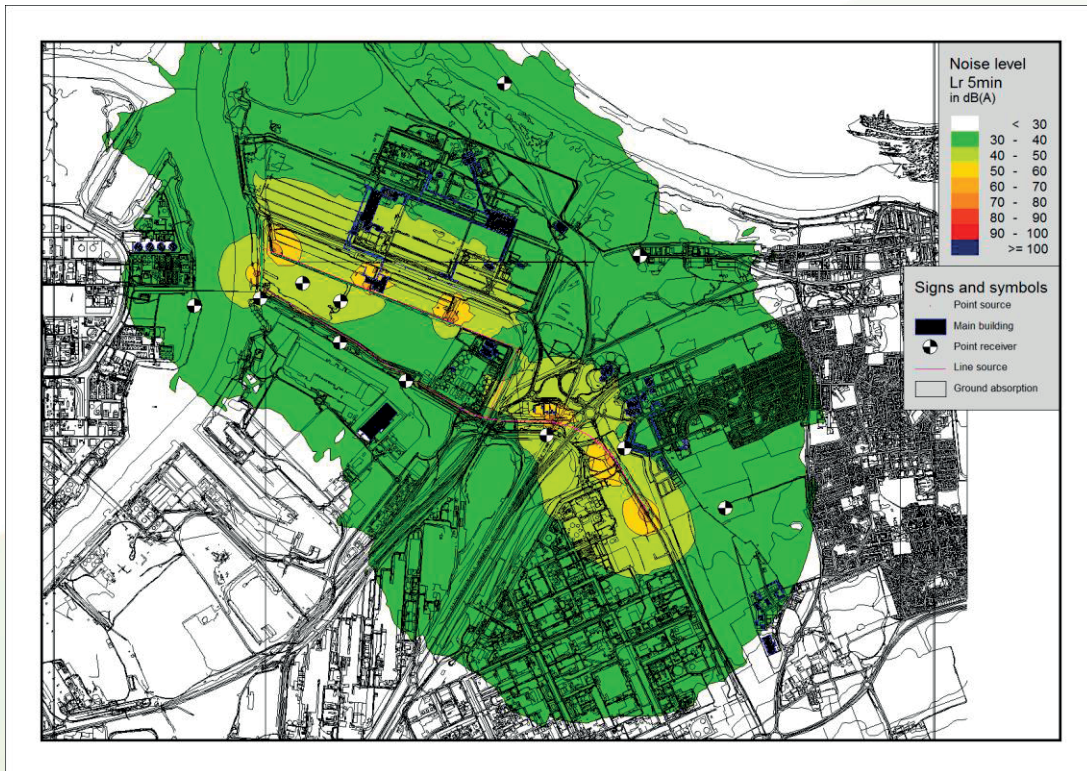 Noise level
Lr 5min
in dB(A)
< 30
30 - 40
40 - 50
50 - 60
60 - 70
70 - 80
80 - 90
90 - 100
>= 100
Signs and symbols
Point source
Main building
Point receiver
Line source
Ground absorption